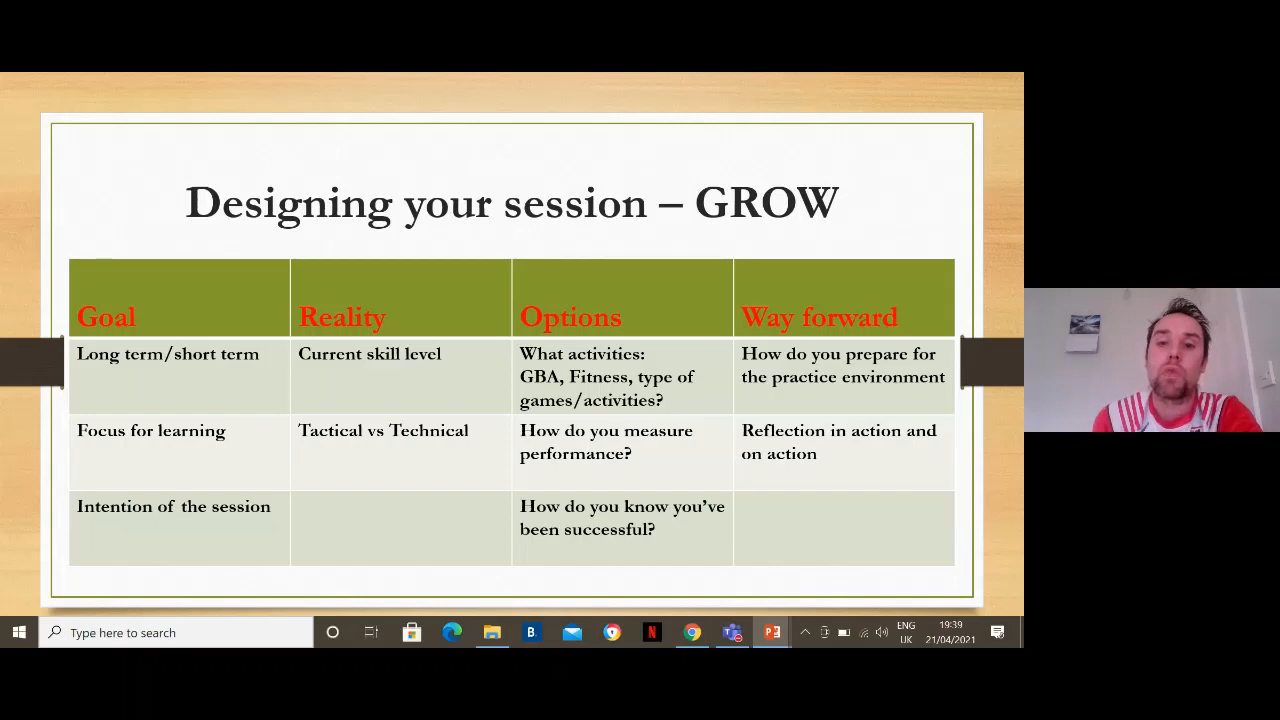 Designing your session – GROW
Goal
Reality
Options
Way forward
Long term/short term
Current skill level
What activities:
GBA, Fitness, type of
games/activities?
How do you prepare for
the practice environment
Focus for learning
Tactical vs Technical
How do you measure
performance?
Reflection in action and
on action
Intention of the session
How do you know you’ve
been successful?
Type here to search
B.
N
P
ENG
UK
19:39
21/04/2021